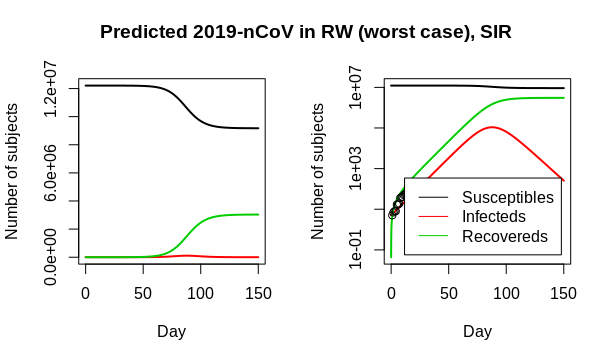 Predicted 2019-nCoV in RW (worst case), SIR
Number of subjects
0.0e+00
6.0e+06
1.2e+07
0
50
100
150
Day
Number of subjects
1e-01
1e+03
1e+07
Susceptibles
Infecteds
Recovereds
0
50
100
150
Day